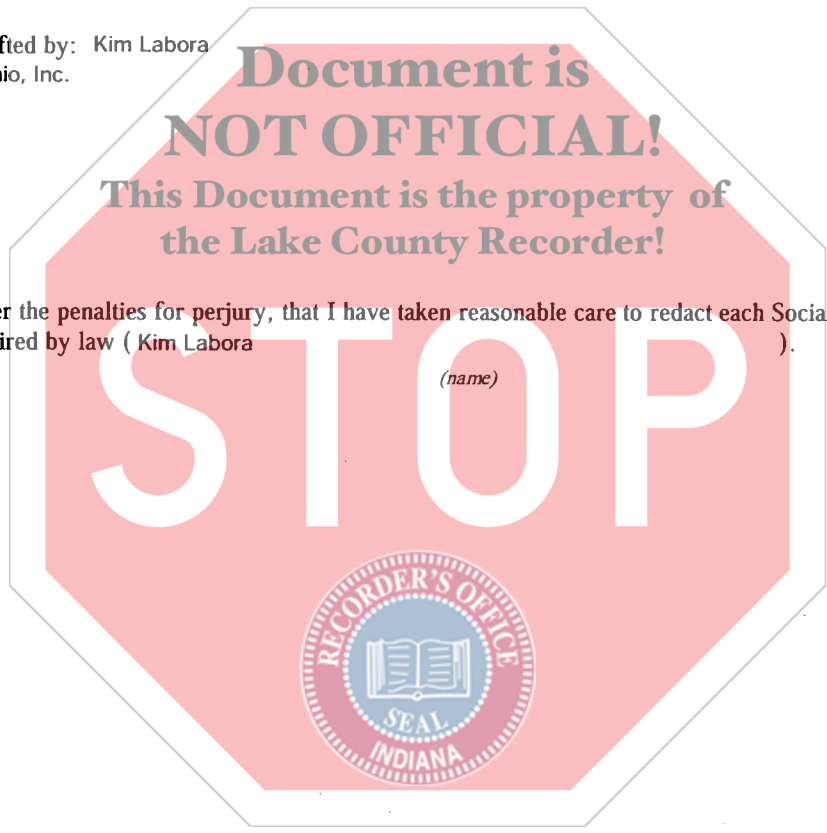 fted by: Kim Labora
nio, Inc.
Document is
NOT OFFICIAL!
This Document is the property of
the Lake County Recorder!
er the penalties for perjury, that I have taken reasonable care to redact each Socia
ired by law ( Kim Labora ).
(name)
STOP
RECORDER'S OFFICE
SEAL
INDIANA